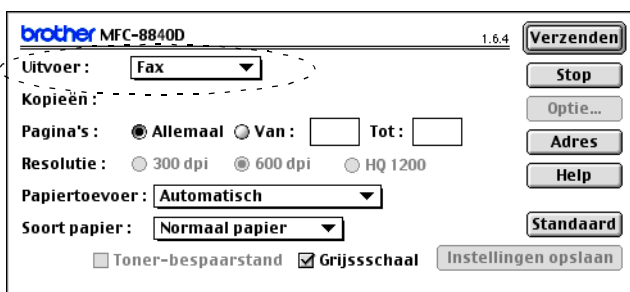 brother MFC-8840D 1.6.4 Verzenden
Uitvoer: Fax Stop
Kopieën: Optie...
Pagina's: Allemaal Van: Tot: Adres
Resolutie: 300 dpi 600 dpi HQ 1200 Help
Papiertoevoer: Automatisch
Soort papier: Normaal papier Standaard
Toner-bespaarstand Grijssschaal Instellingen opslaan